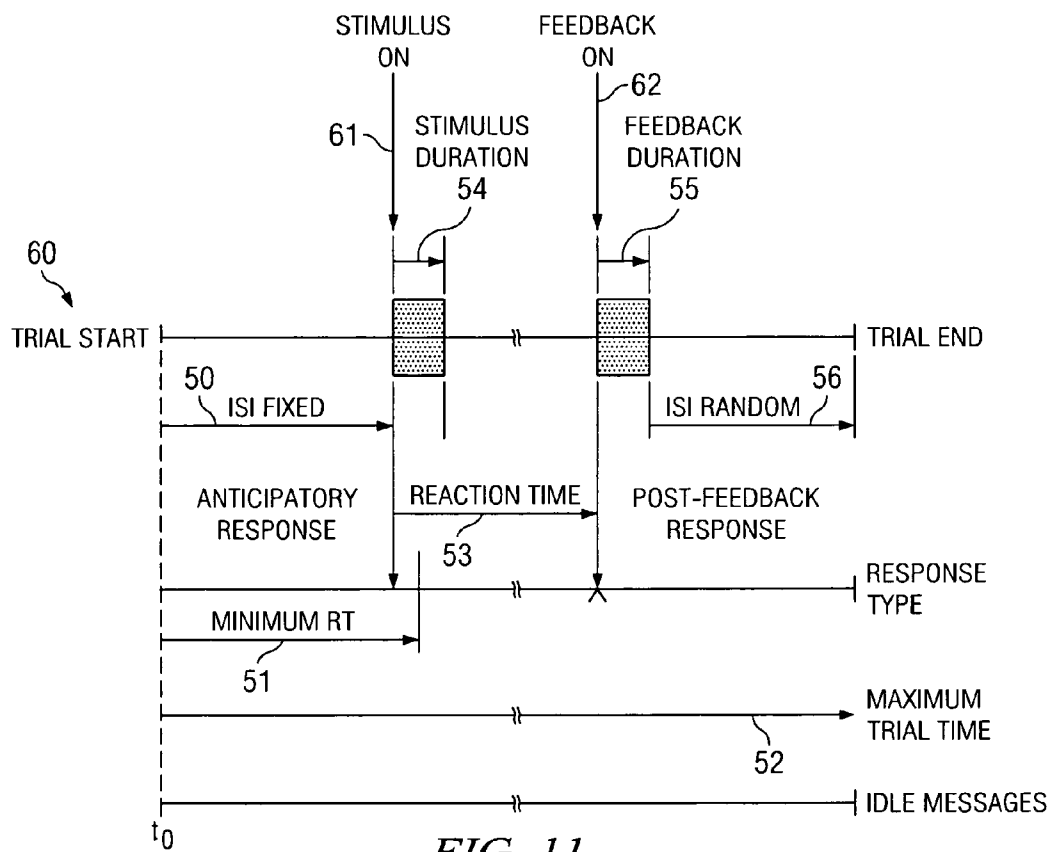 STIMULUS
ON
FEEDBACK
ON
62
61
STIMULUS
DURATION
54
FEEDBACK
DURATION
55
60
TRIAL START
TRIAL END
50
ISI FIXED
ISI RANDOM
56
ANTICIPATORY
RESPONSE
REACTION TIME
53
POST-FEEDBACK
RESPONSE
RESPONSE
TYPE
MINIMUM RT
51
MAXIMUM
TRIAL TIME
52
IDLE MESSAGES
t0
FIG. 11